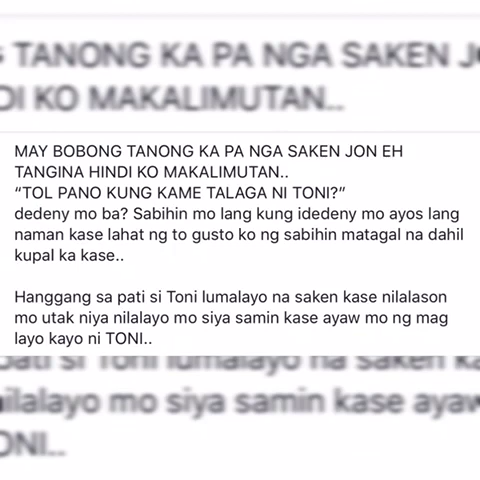 TANONG KA PA NGA SAKEN J
DI KO MAKALIMUTAN..
MAY BOBONG TANONG KA PA NGA SAKEN JON EH
TANGINA HINDI KO MAKALIMUTAN..
“TOL PANO KUNG KAME TALAGA NI TONI?”
dedeny mo ba? Sabihin mo lang kung idedeny mo ayos lang
naman kase lahat ng to gusto ko ng sabihin matagal na dahil
kupal ka kase..
Hanggang sa pati si Toni lumalayo na saken kase nilalason
mo utak niya nilalayo mo siya samin kase ayaw mo ng mag
layo kayo ni TONI..
pati si Toni lumalayo na saken ka
nilalayo mo siya samin kase ayaw
ONI..